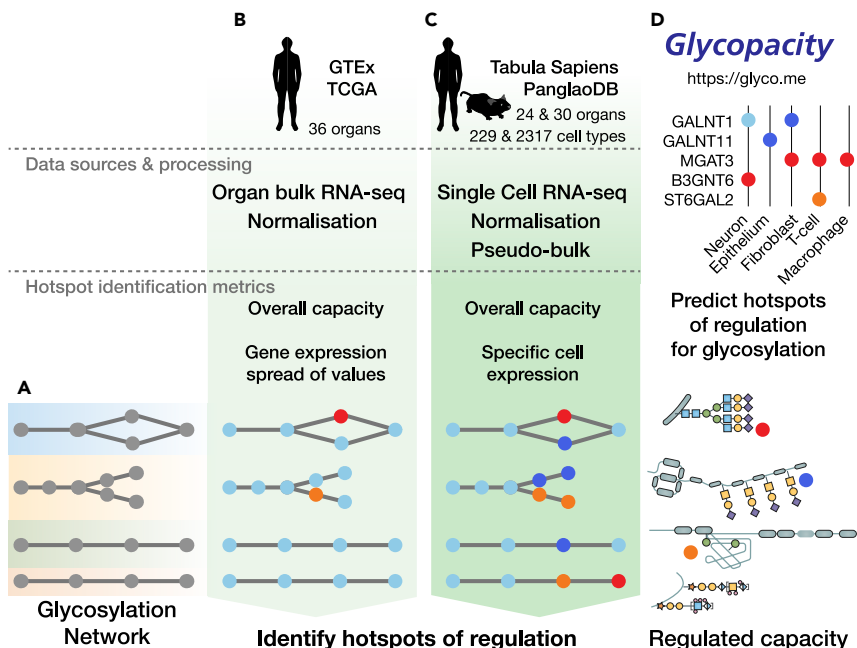 B
GTEx
TCGA
36 organs
C
Tabula Sapiens
PanglaoDB
24 & 30 organs
229 & 2317 cell types
D
Glycopacity
https://glyco.me
GALNT1
GALNT11
MGAT3
B3GNT6
ST6GAL2
Neuron
Epithelium
Fibroblast
T-cell
Macrophage
Data sources & processing
Organ bulk RNA-seq
Normalisation
Single Cell RNA-seq
Normalisation
Pseudo-bulk
Hotspot identification metrics
Overall capacity
Gene expression
spread of values
Overall capacity
Specific cell
expression
Predict hotspots
of regulation
for glycosylation
A
Glycosylation
Network
Identify hotspots of regulation
Regulated capacity